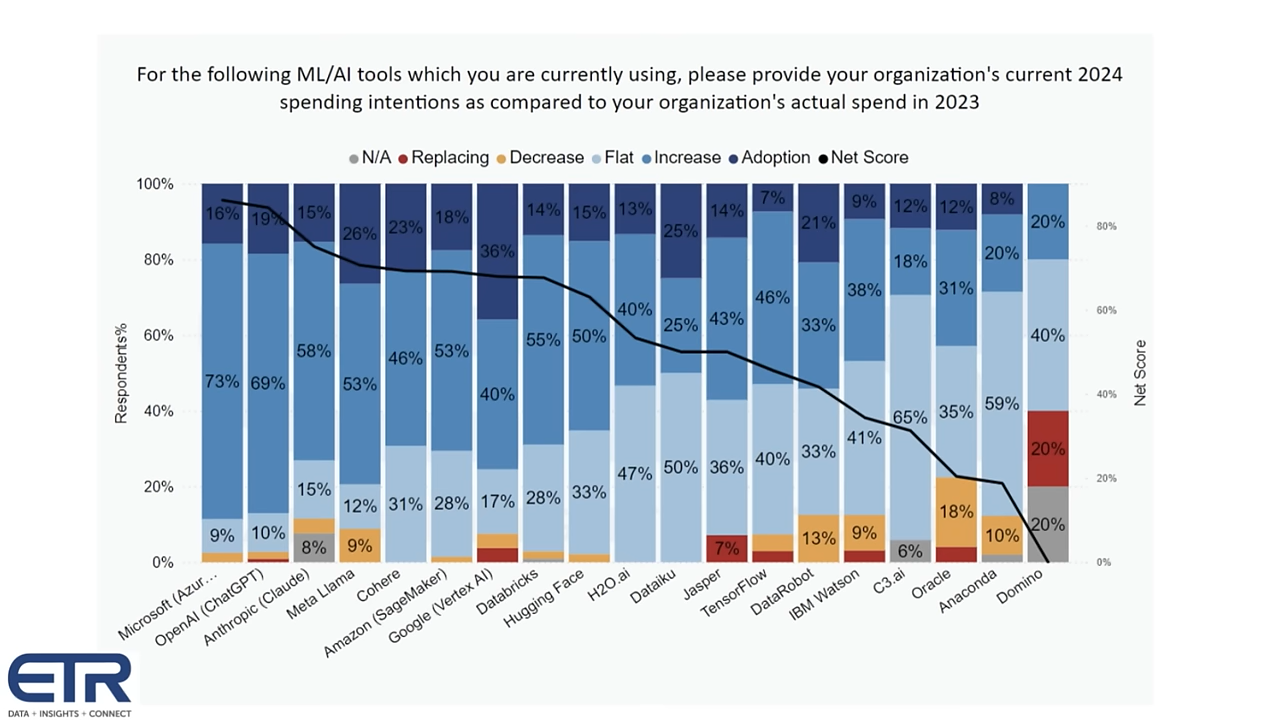 For the following ML/AI tools which you are currently using, please provide your organization's current 2024
spending intentions as compared to your organization's actual spend in 2023
N/A Replacing Decrease Flat Increase Adoption Net Score
Respondents%
100%
80%
60%
40%
20%
0%
16% 73% 9%
19% 69% 10%
15% 58% 15% 8%
26% 53% 12% 9%
23% 46% 31%
18% 53% 28%
36% 40% 17%
14% 55% 28%
15% 50% 33%
13% 40% 47%
25% 25% 50%
14% 43% 36% 7%
7% 46% 40%
21% 33% 33% 13%
9% 38% 41% 9%
12% 18% 65% 6%
12% 31% 35% 18%
8% 20% 59% 10%
20% 40% 20% 20%
80%
60%
40%
20%
0%
Net Score
Microsoft (Azur...
OpenAI (ChatGPT)
Anthropic (Claude)
Meta Llama
Cohere
Amazon (SageMaker)
Google (Vertex AI)
Databricks
Hugging Face
H2O.ai
Dataiku
Jasper
TensorFlow
DataRobot
IBM Watson
C3.ai
Oracle
Anaconda
Domino
ETR
DATA + INSIGHTS + CONNECT